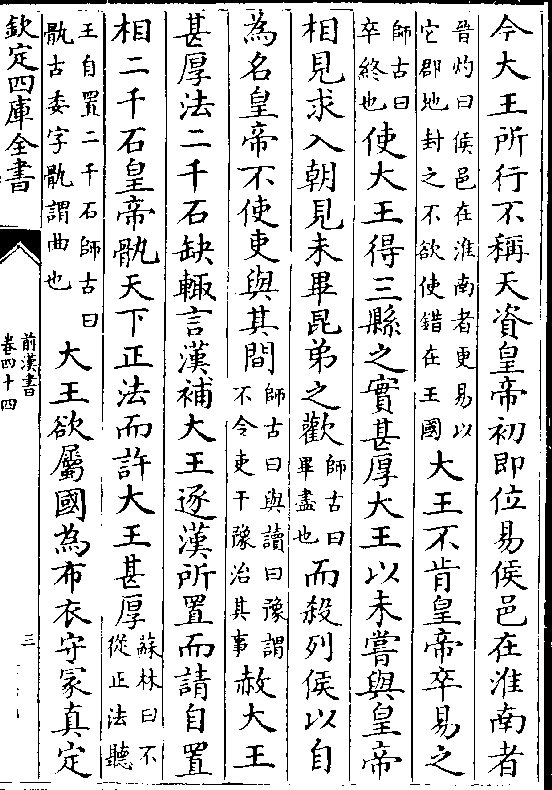 今大王所行不稱天資皇帝初即位易侯邑在淮南者
晉灼曰侯邑在淮南者更易以
它郡地封之不欲使錯在王國
大王不肯皇帝卒易之
師古曰
卒終也
使大王得三縣之實甚厚大王以未嘗與皇帝
相見求入朝見未畢昆弟之歡
師古曰
畢盡也
而殺列侯以自
為名皇帝不使吏與其間
師古曰與讀曰豫謂
不令吏干豫治其事
赦大王
甚厚法二千石缺輒言漢補大王逐漢所置而請自置
相二千石皇帝骩天下正法而許大王甚厚
蘇林曰不
從正法聽
王自置二千石師古曰
骩古委字骩謂曲也
大王欲屬國為布衣守冢真定
欽定四庫全書
前漢書
卷四十四
三